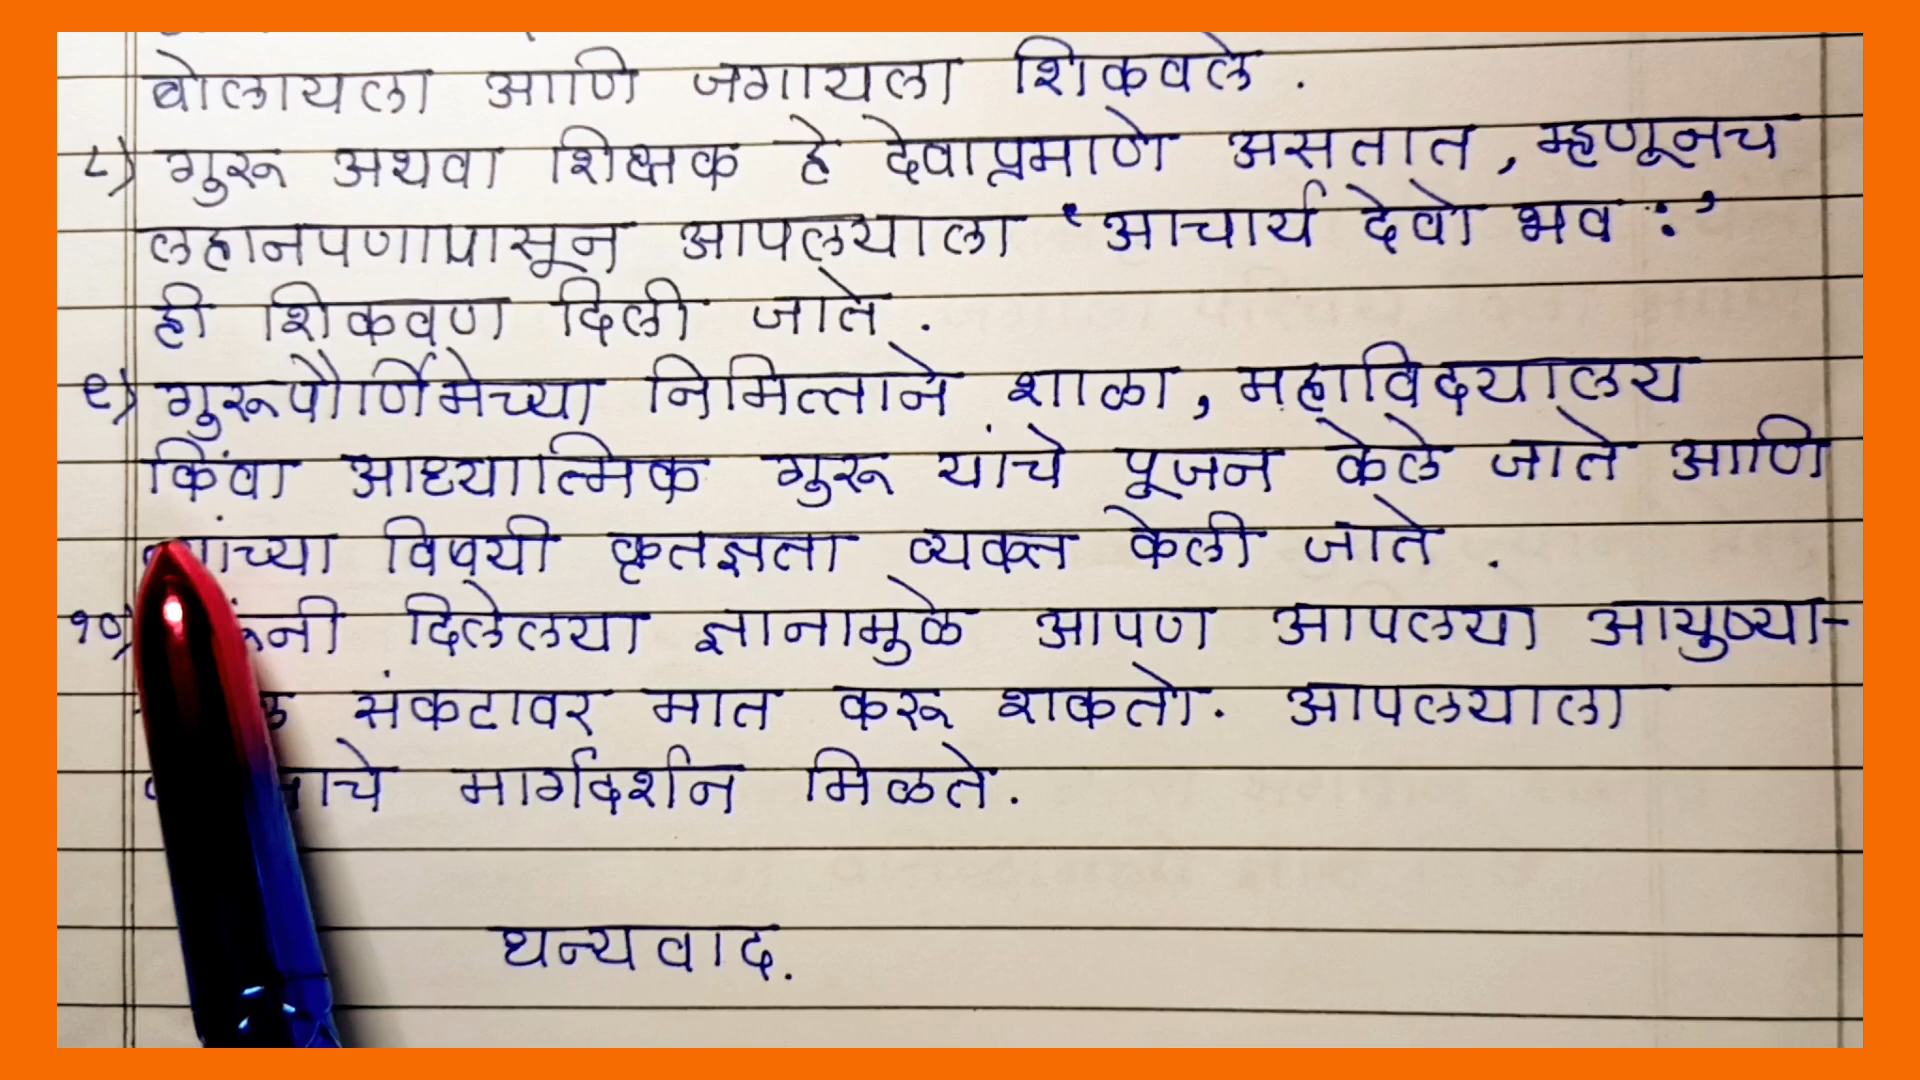 बोलायला आणि जगायला शिकवले.
८) गुरू अथवा शिक्षक हे देवाप्रमाणे असतात, म्हणूनच
लहानपणापासून आपल्याला 'आचार्य देवो भव :'
ही शिकवण दिली जाते.
९) गुरूपौर्णिमेच्या निमित्ताने शाळा, महाविद्यालय
किंवा आध्यात्मिक गुरू यांचे पूजन केले जाते आणि
विषयी कृतज्ञता व्यक्त केली जाते.
१०) दिलेल्या ज्ञानामुळे आपण आपल्या आयुष्या-
संकटावर मात करू शकतो. आपल्याला
मार्गदर्शन मिळते.
धन्यवाद.